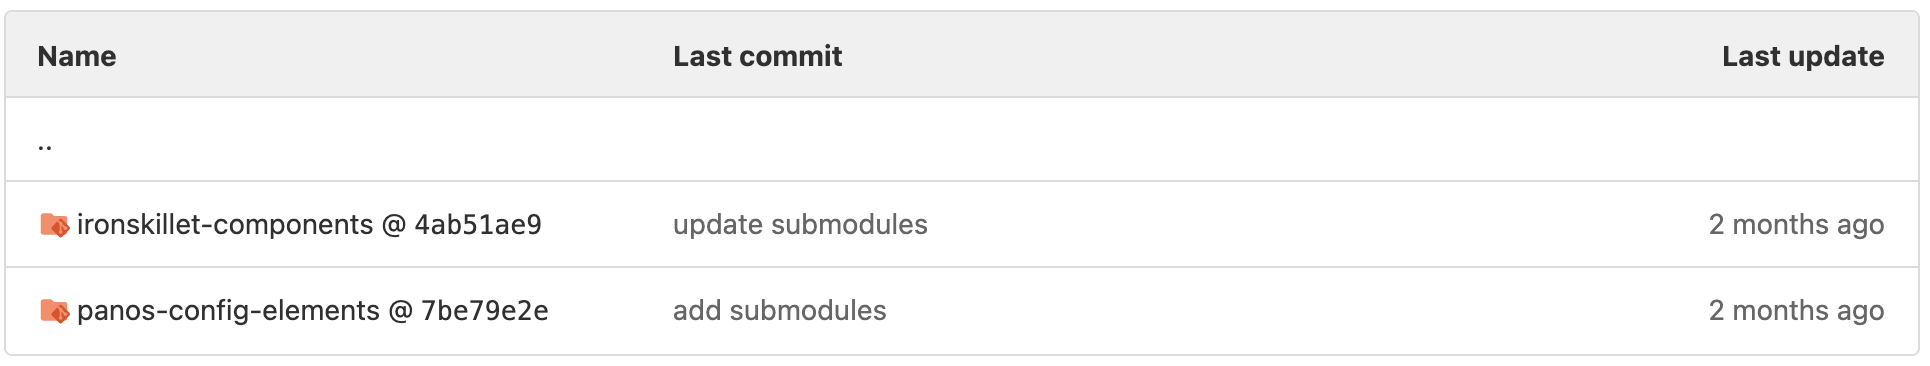 Name Last commit Last update
..
ironskillet-components @ 4ab51ae9 update submodules 2 months ago
panos-config-elements @ 7be79e2e add submodules 2 months ago